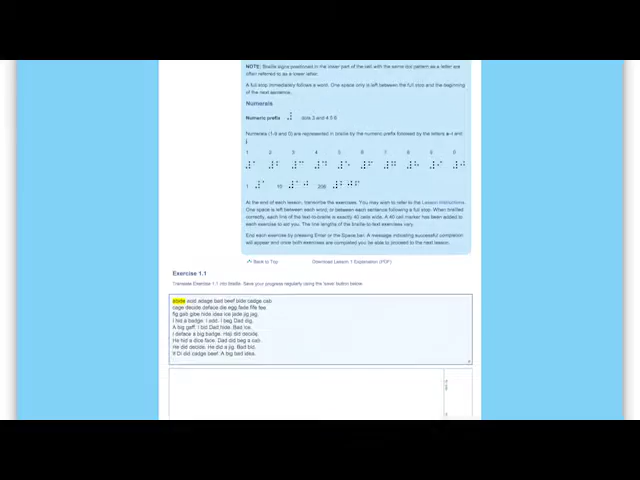 NOTE: Braille signs positioned in the lower part of the cell with the same dot pattern as a letter are
often referred to as a lower letter.
A full stop immediately follows a word. One space only is left between the full stop and the beginning
of the next sentence.
Numerals
Numeric prefix ⠼ dots 3 and 4 5 6
Numerals (1-9 and 0) are represented in braille by the numeric prefix followed by the letters a–i and
j.
1 2 3 4 5 6 7 8 9 0
⠼⠁ ⠼⠃ ⠼⠉ ⠼⠙ ⠼⠑ ⠼⠋ ⠼⠛ ⠼⠓ ⠼⠊ ⠼⠚
1 ⠼⠁ 10 ⠼⠁⠚ 206 ⠼⠃⠚⠋
At the end of each lesson, transcribe the exercises. You may wish to refer to the Lesson Instructions.
One space is left between each word, or between each sentence following a full stop. When brailled
correctly, each line of the text-to-braille is exactly 40 cells wide. A 40 cell marker has been added to
each exercise to assist you. The line lengths of the braille-to-text exercises vary.
End each exercise by pressing Enter or the Space bar. A message indicating successful completion
will appear and once both exercises are completed you be able to proceed to the next lesson.
Back to Top Download Lesson 1 Explanation (PDF)
Exercise 1.1
Translate Exercise 1.1 into braille. Save your progress regularly using the 'save' button below.
abide acid adage bad beef bide cadge cab
cage decide deface die egg fade fife fee
fig gab gibe hide idea ice jade jig jag.
I hid a badge. I add. I beg Dad dig.
A big gaff. I bid Dad hide. Bad ice.
I deface a big badge. Haji did decide.
He hid a dice face. Dad did beg a cab.
He did decide. He did a jig. Bad bid.
If Di did cadge beef. A big bad idea.